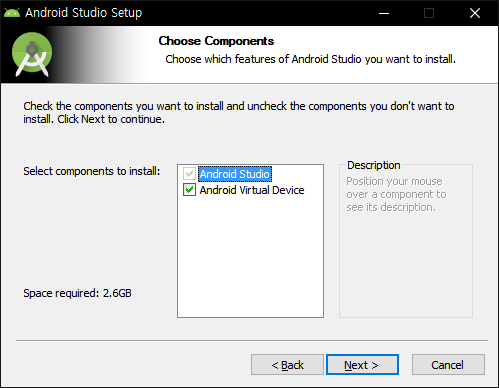 Android Studio Setup
Choose Components
Choose which features of Android Studio you want to install.
Check the components you want to install and uncheck the components you don't want to
install. Click Next to continue.
Select components to install:
Android Studio
Android Virtual Device
Description
Position your mouse
over a component to
see its description.
Space required: 2.6GB
< Back
Next >
Cancel